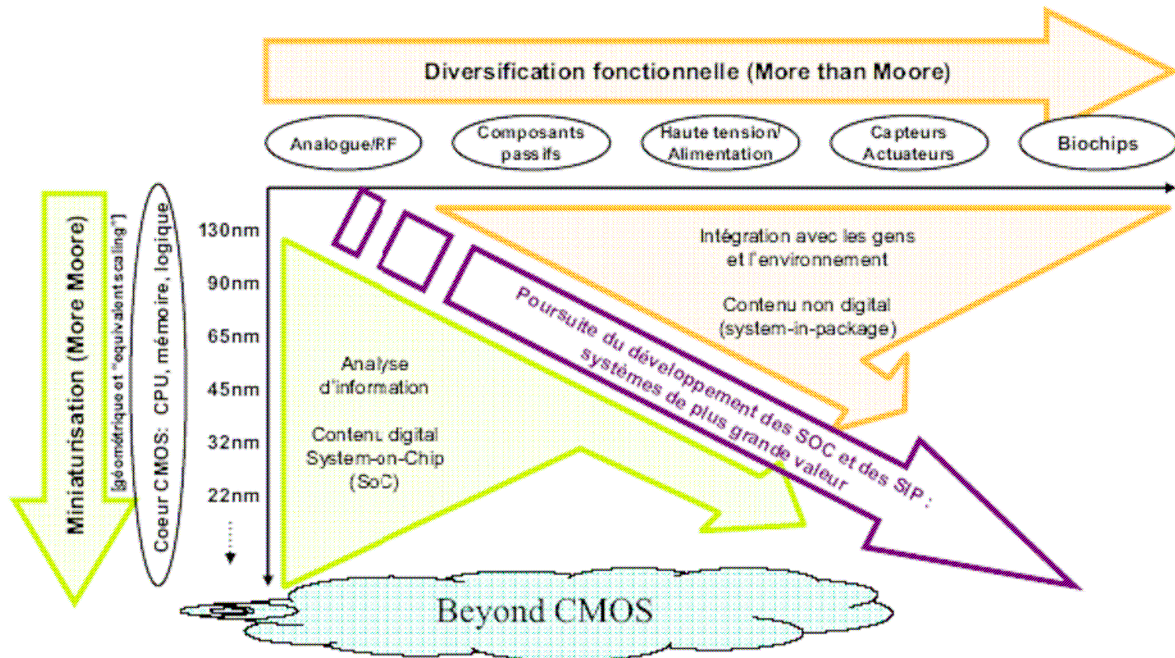 Diversification fonctionnelle (More than Moore)
Analogue/RF
Composants
passifs
Haute tension/
Alimentation
Capteurs
Actuateurs
Biochips
Miniaturisation (More Moore)
[géométrique et "equivalent scaling"]
Coeur CMOS: CPU, mémoire, logique
130nm
90nm
65nm
45nm
32nm
22nm
Intégration avec les gens
et l'environnement
Contenu non digital
(system-in-package)
Poursuite du développement des SOC et des SIP :
systèmes de plus grande valeur
Analyse
d'information
Contenu digital
System-on-Chip
(SoC)
Beyond CMOS